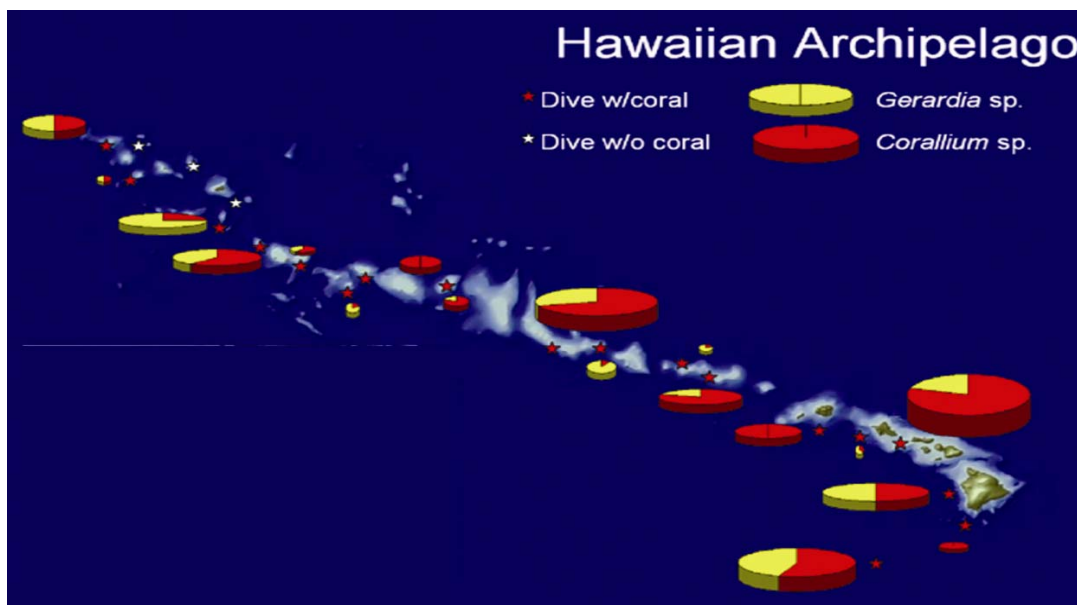 Hawaiian Archipelago
Dive w/coral
Gerardia sp.
Dive w/o coral
Corallium sp.